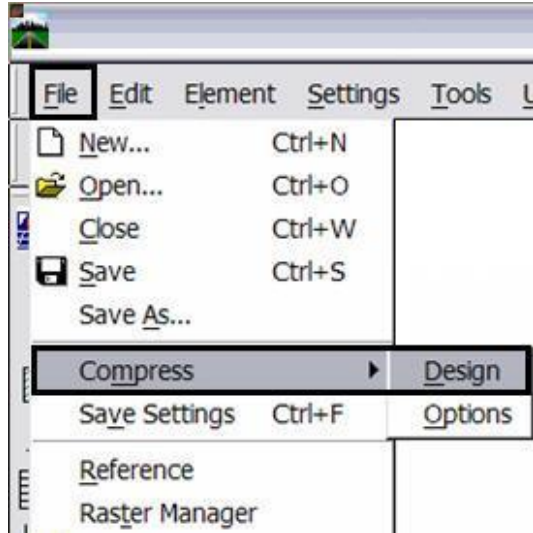 File Edit Element Settings Tools
New... Ctrl+N
Open... Ctrl+O
Close Ctrl+W
Save Ctrl+S
Save As...
Compress Design
Save Settings Ctrl+F Options
Reference
Raster Manager